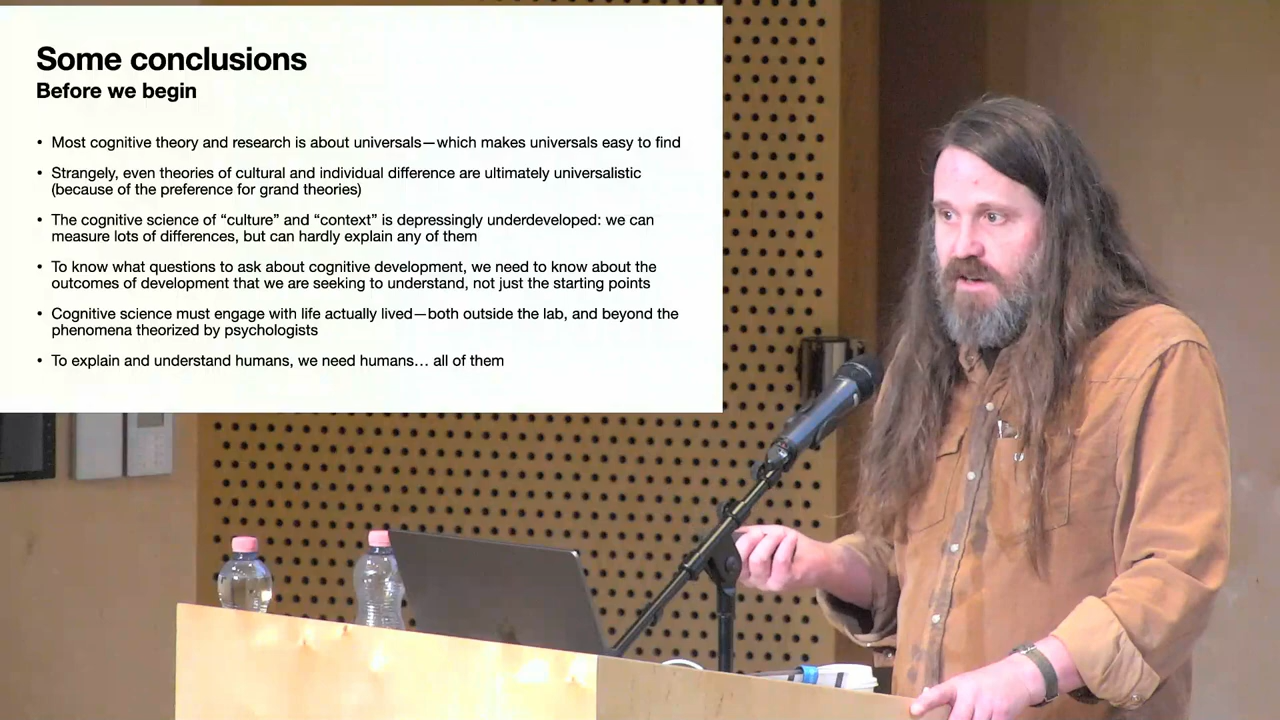 Some conclusions
Before we begin
• Most cognitive theory and research is about universals—which makes universals easy to find
• Strangely, even theories of cultural and individual difference are ultimately universalistic
(because of the preference for grand theories)
• The cognitive science of “culture” and “context” is depressingly underdeveloped: we can
measure lots of differences, but can hardly explain any of them
• To know what questions to ask about cognitive development, we need to know about the
outcomes of development that we are seeking to understand, not just the starting points
• Cognitive science must engage with life actually lived—both outside the lab, and beyond the
phenomena theorized by psychologists
• To explain and understand humans, we need humans… all of them